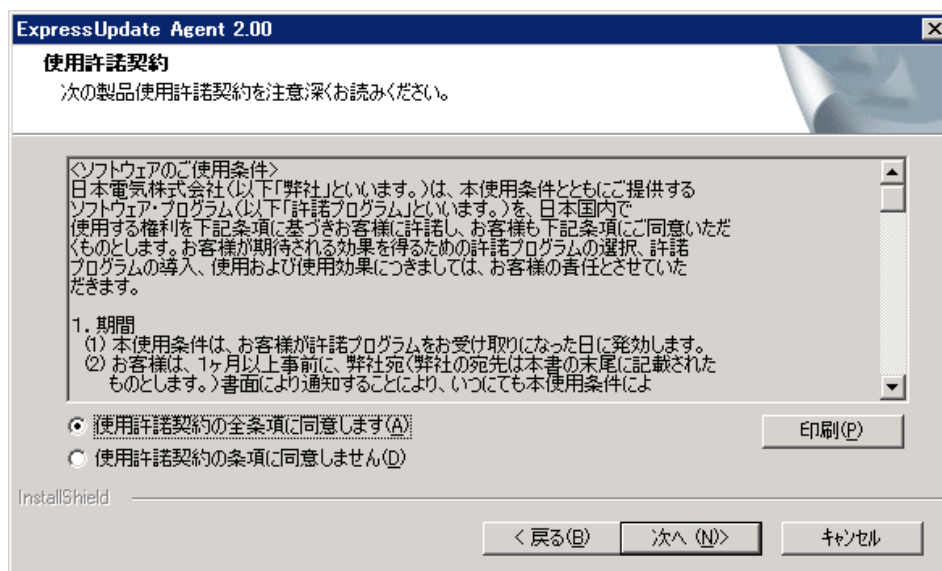 ExpressUpdate Agent 2.00
使用許諾契約
次の製品使用許諾契約を注意深くお読みください。
<ソフトウェアのご使用条件>
日本電気株式会社(以下「弊社」といいます。)は、本使用条件とともにご提供する
ソフトウェア・プログラム(以下「許諾プログラム」といいます。)を、日本国内で
使用する権利を下記条項に基づきお客様に許諾し、お客様も下記条項にご同意いただ
くものとします。お客様が期待される効果を得るための許諾プログラムの選択、許諾
プログラムの導入、使用および使用効果につきましては、お客様の責任とさせていた
だきます。
1．期間
(1) 本使用条件は、お客様が許諾プログラムをお受け取りになった日に発効します。
(2) お客様は、1ヶ月以上事前に、弊社宛(弊社の宛先は本書の末尾に記載された
ものとします。)書面により通知することにより、いつにても本使用条件によ
使用許諾契約の全条項に同意します(A)
印刷(P)
使用許諾契約の条項に同意しません(D)
InstallShield
< 戻る(B)
次へ (N)>
キャンセル